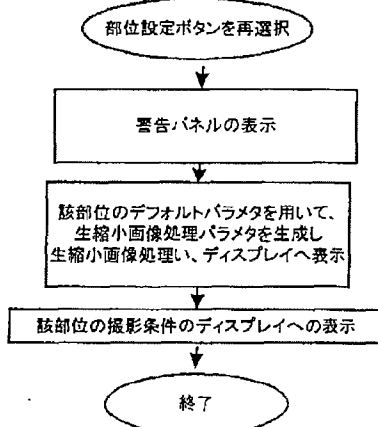 部位設定ボタンを再選択
警告パネルの表示
該部位のデフォルトパラメタを用いて、
生縮小画像処理パラメタを生成し
生縮小画像処理い、ディスプレイへ表示
該部位の撮影条件のディスプレイへの表示
終了